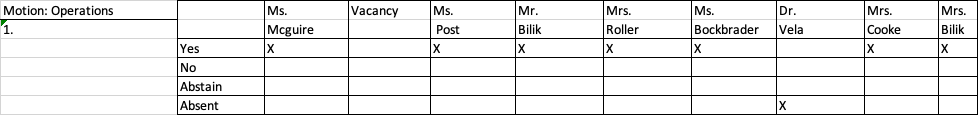 Motion: Operations Ms. Vacancy Ms. Mr. Mrs. Ms. Dr. Mrs. Mrs.
1. Mcguire Post Bilik Roller Bockbrader Vela Cooke Bilik
Yes X X X X X X X
No
Abstain
Absent X